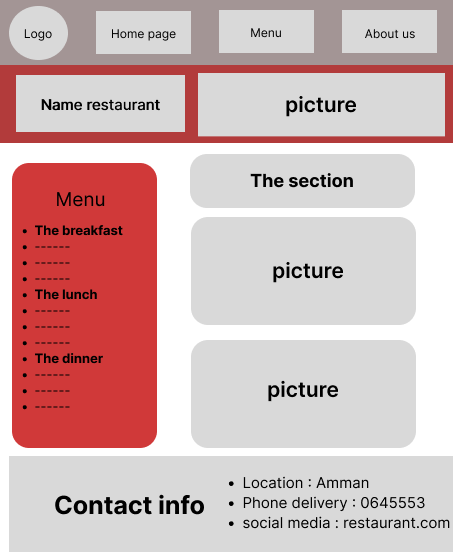 Logo
Home page
Menu
About us
Name restaurant
picture
Menu
The breakfast
------
------
------
The lunch
------
------
------
The dinner
------
------
------
The section
picture
picture
Contact info
Location : Amman
Phone delivery : 0645553
social media : restaurant.com